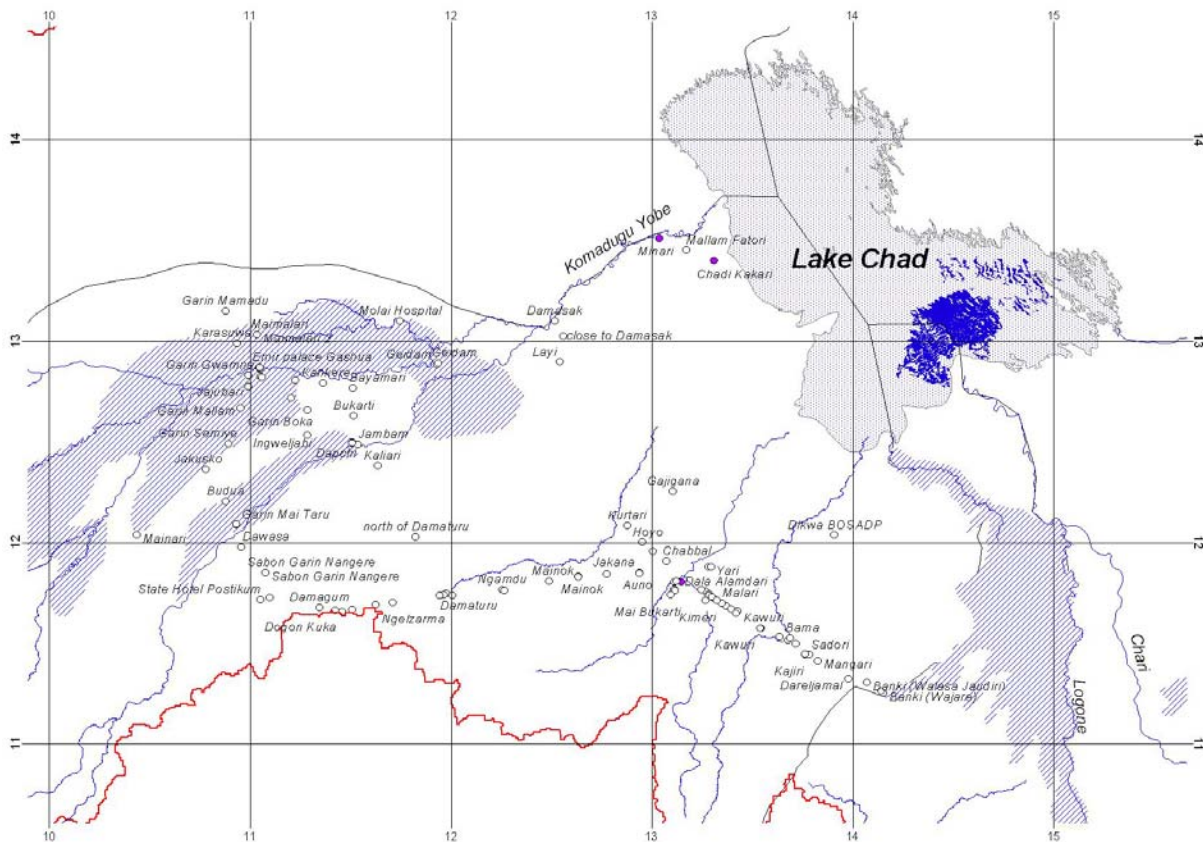 10 11 12 13 14 15
14 14
Komadugu Yobe
Minari
Mallam Fatori
Chadi Kakari
Lake Chad
Garin Mamadu
Molai Hospital
Damasak
Karasuwa
Maimalari
close to Damasak
13 13
Emir palace Gashua
Geidam
Geidam
Layi
Garin Gwamna
Kankere
Bayamari
Jajubari
Garin Mallam
Bukarti
Garin Boka
Garin Semiye
Ingweljani
Jambam
Dapchi
Kaliari
Jakusko
Budua
Gajigana
Garin Mai Taru
Kurtari
north of Damaturu
Hoyo
Dikwa BOSADP
Mainari
Dawasa
12 12
Chabbal
Sabon Garin Nangere
Sabon Garin Nangere
Jakana
Yari
State Hotel Postikum
Ngamdu
Mainok
Mainok
Auno
Dala Alamdari
Malari
Damagum
Damaturu
Mai Bukarti
Kimeri
Ngelzarma
Dogon Kuka
Kawuri
Bama
Kawuri
Sadori
Kajiri
Mangari
Dareljamal
Banki (Walasa Jaudiri)
Banki (Wajare)
Chari
Logone
11 11
10 11 12 13 14 15